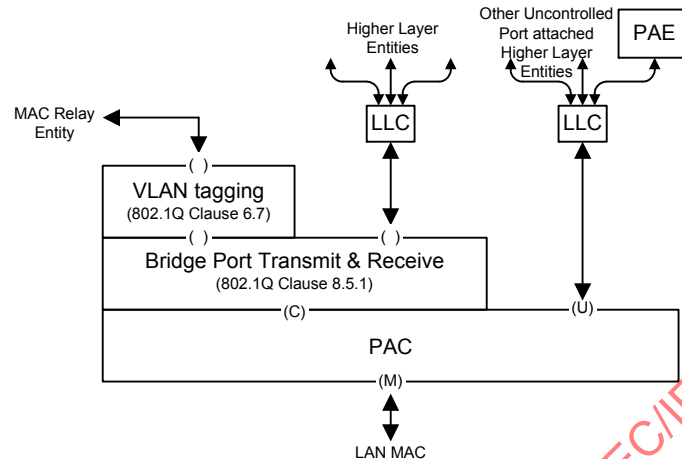 Higher Layer
Entities
Other Uncontrolled
Port attached
Higher Layer
Entities
PAE
MAC Relay
Entity
LLC
LLC
( )
VLAN tagging
(802.1Q Clause 6.7)
( )
( )
Bridge Port Transmit & Receive
(802.1Q Clause 8.5.1)
(C)
(U)
PAC
(M)
LAN MAC